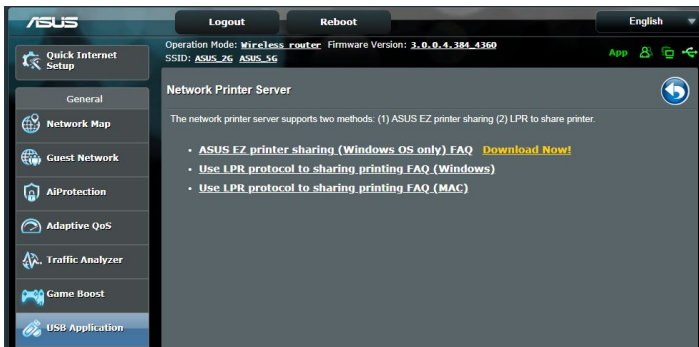 ASUS
Logout
Reboot
English
Quick Internet
Setup
Operation Mode: Wireless router Firmware Version: 3.0.0.4.384_4360
SSID: ASUS_2G ASUS_5G
App
General
Network Map
Guest Network
AiProtection
Adaptive QoS
Traffic Analyzer
Game Boost
USB Application
Network Printer Server
The network printer server supports two methods: (1) ASUS EZ printer sharing (2) LPR to share printer.
• ASUS EZ printer sharing (Windows OS only) FAQ Download Now!
• Use LPR protocol to sharing printing FAQ (Windows)
• Use LPR protocol to sharing printing FAQ (MAC)